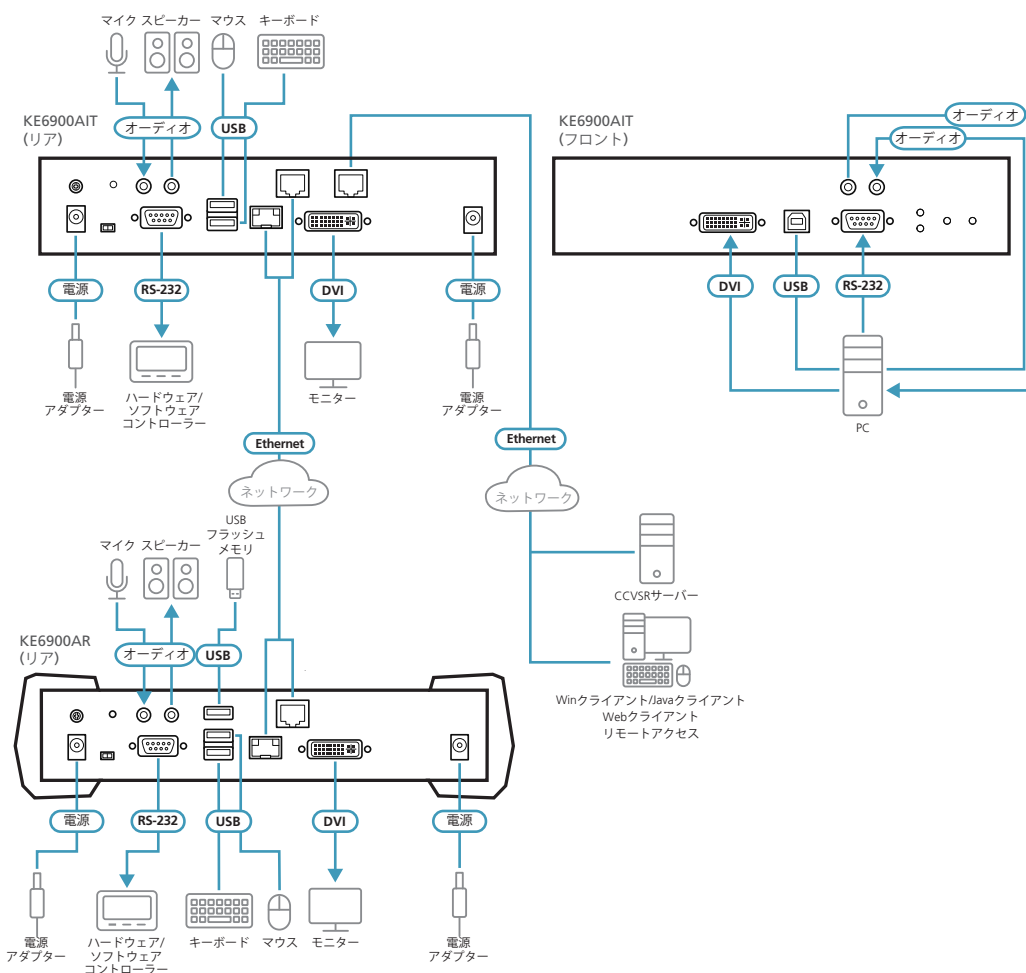 マイク スピーカー マウス キーボード
KE6900AIT
(リア)
オーディオ
USB
KE6900AIT
(フロント)
オーディオ
オーディオ
電源
RS-232
DVI
電源
DVI
USB
RS-232
電源
アダプター
ハードウェア/
ソフトウェア
コントローラー
モニター
電源
アダプター
PC
Ethernet
Ethernet
ネットワーク
ネットワーク
USB
フラッシュ
メモリ
マイク スピーカー
CCVSRサーバー
KE6900AR
(リア)
オーディオ
USB
Winクライアント/Javaクライアント
Webクライアント
リモートアクセス
電源
RS-232
USB
DVI
電源
電源
アダプター
ハードウェア/
ソフトウェア
コントローラー
キーボード
マウス
モニター
電源
アダプター